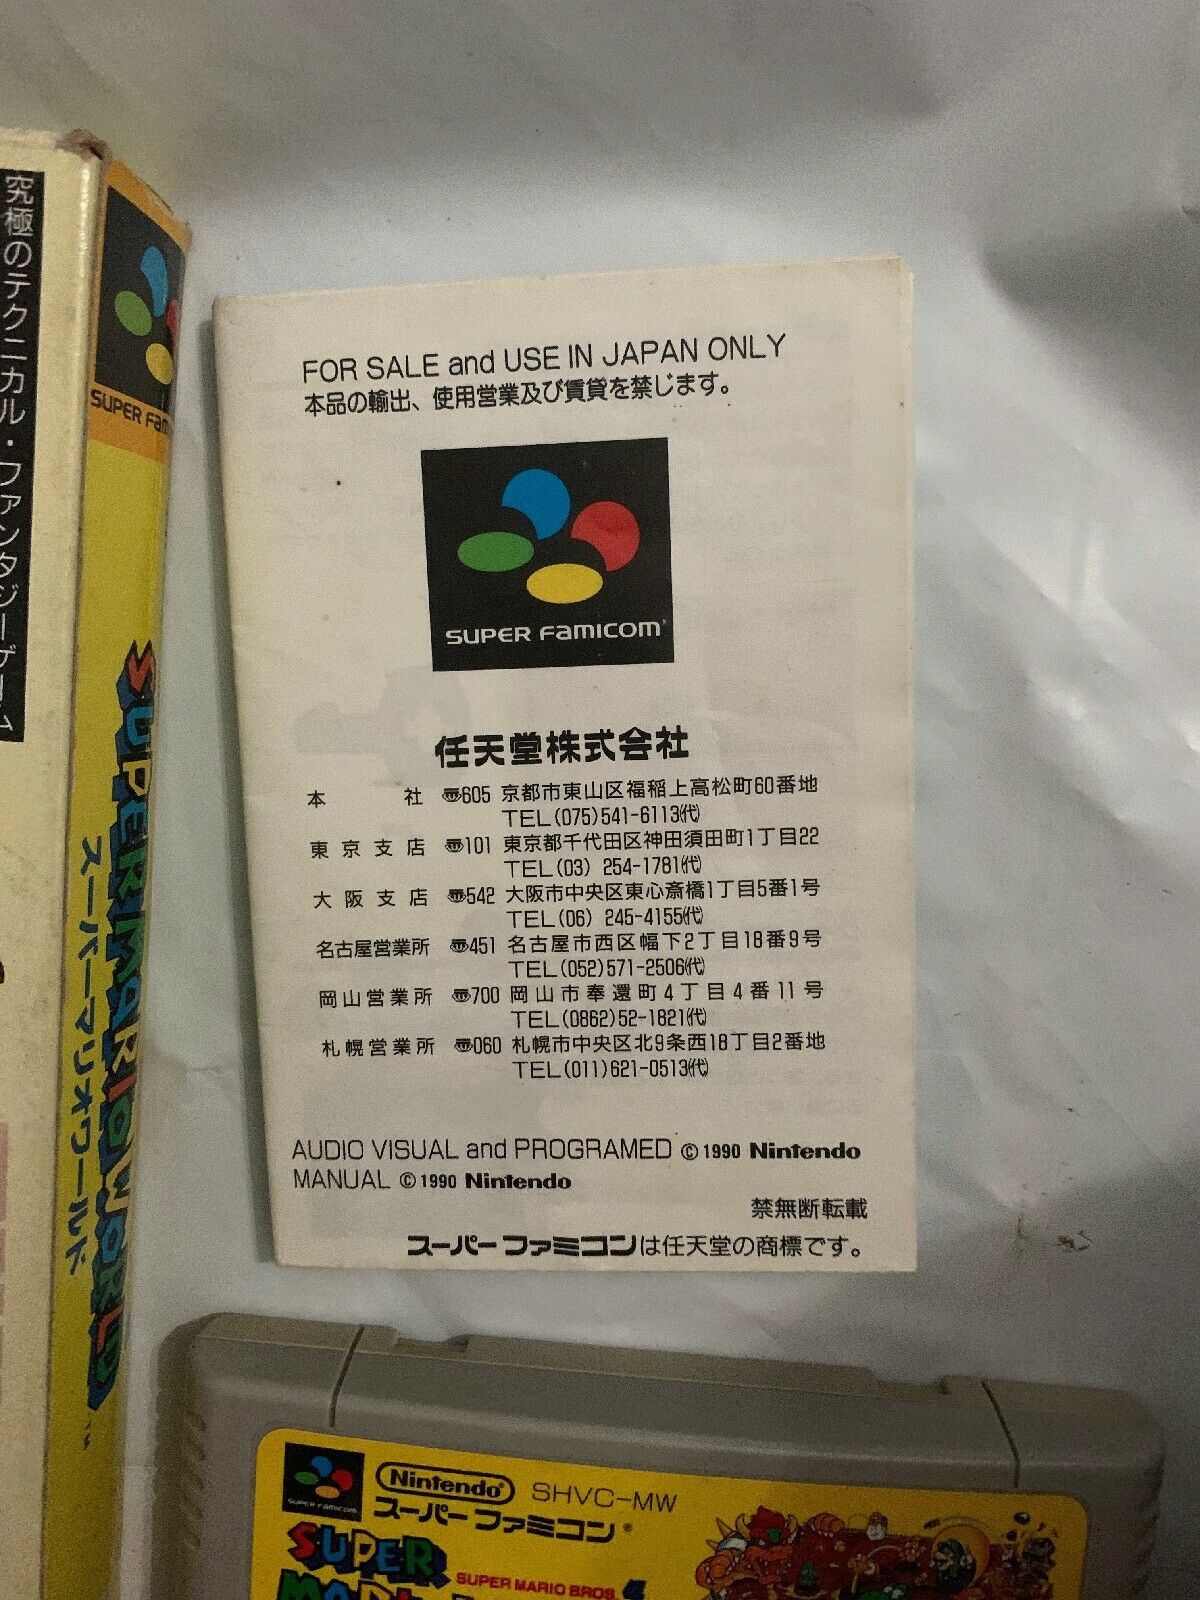 究極のテクニカル・ファンタジーゲーム
SUPER FAMICOM
SUPER MARIO WORLD
スーパーマリオワールド
FOR SALE and USE IN JAPAN ONLY
本品の輸出、使用営業及び賃貸を禁じます。
SUPER FAMICOM
任天堂株式会社
本社 〠605 京都市東山区福稲上高松町60番地
TEL(075)541-6113㈹
東京支店 〠101 東京都千代田区神田須田町1丁目22
TEL(03) 254-1781㈹
大阪支店 〠542 大阪市中央区東心斎橋1丁目5番1号
TEL(06) 245-4155㈹
名古屋営業所 〠451 名古屋市西区幅下2丁目18番9号
TEL(052)571-2506㈹
岡山営業所 〠700 岡山市奉還町4丁目4番11号
TEL(0862)52-1821㈹
札幌営業所 〠060 札幌市中央区北9条西18丁目2番地
TEL(011)621-0513㈹
AUDIO VISUAL and PROGRAMED © 1990 Nintendo
MANUAL © 1990 Nintendo
禁無断転載
スーパーファミコンは任天堂の商標です。
SUPER FAMICOM
Nintendo® SHVC-MW
スーパーファミコン®
SUPER
SUPER MARIO BROS. 4
MARIO